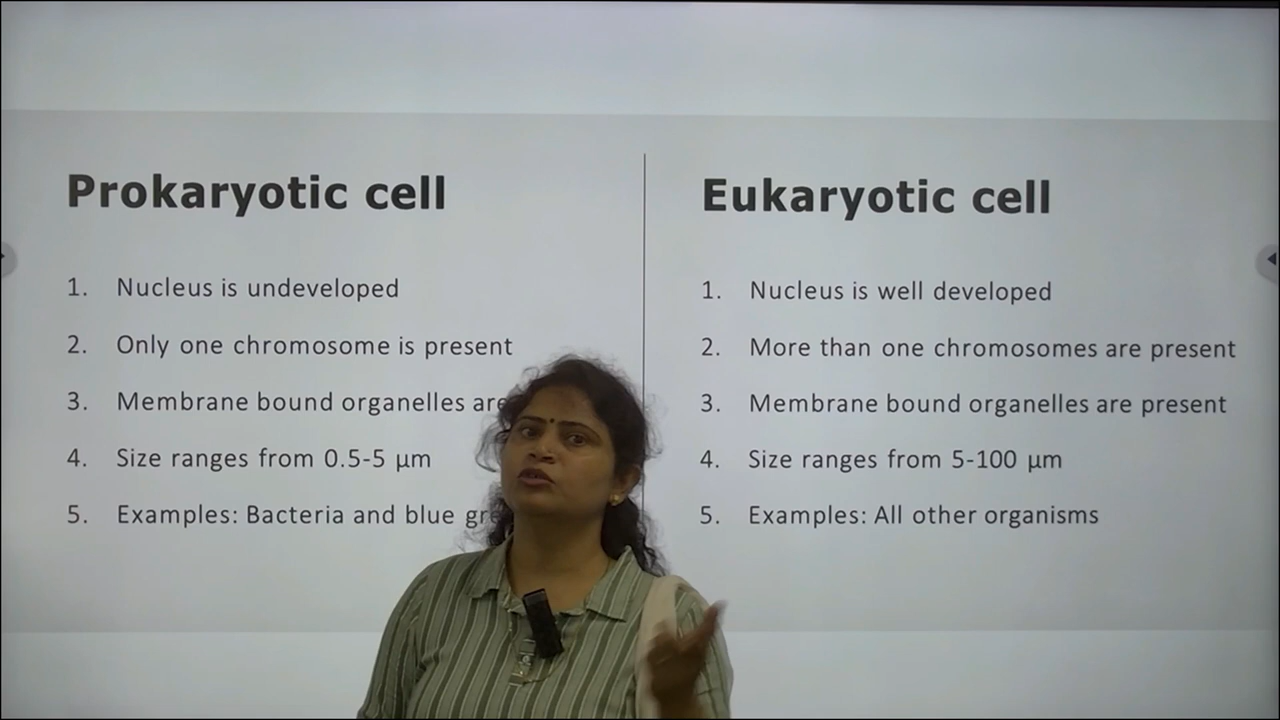 Prokaryotic cell
1. Nucleus is undeveloped
2. Only one chromosome is present
3. Membrane bound organelles are
4. Size ranges from 0.5-5 µm
5. Examples: Bacteria and blue
Eukaryotic cell
1. Nucleus is well developed
2. More than one chromosomes are present
3. Membrane bound organelles are present
4. Size ranges from 5-100 µm
5. Examples: All other organisms